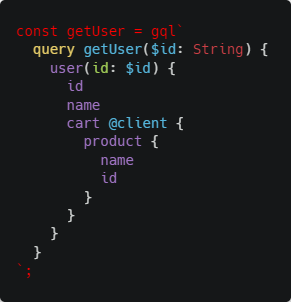 const getUser = gql`
  query getUser($id: String) {
    user(id: $id) {
      id
      name
      cart @client {
        product {
          name
          id
        }
      }
    }
  }
`;